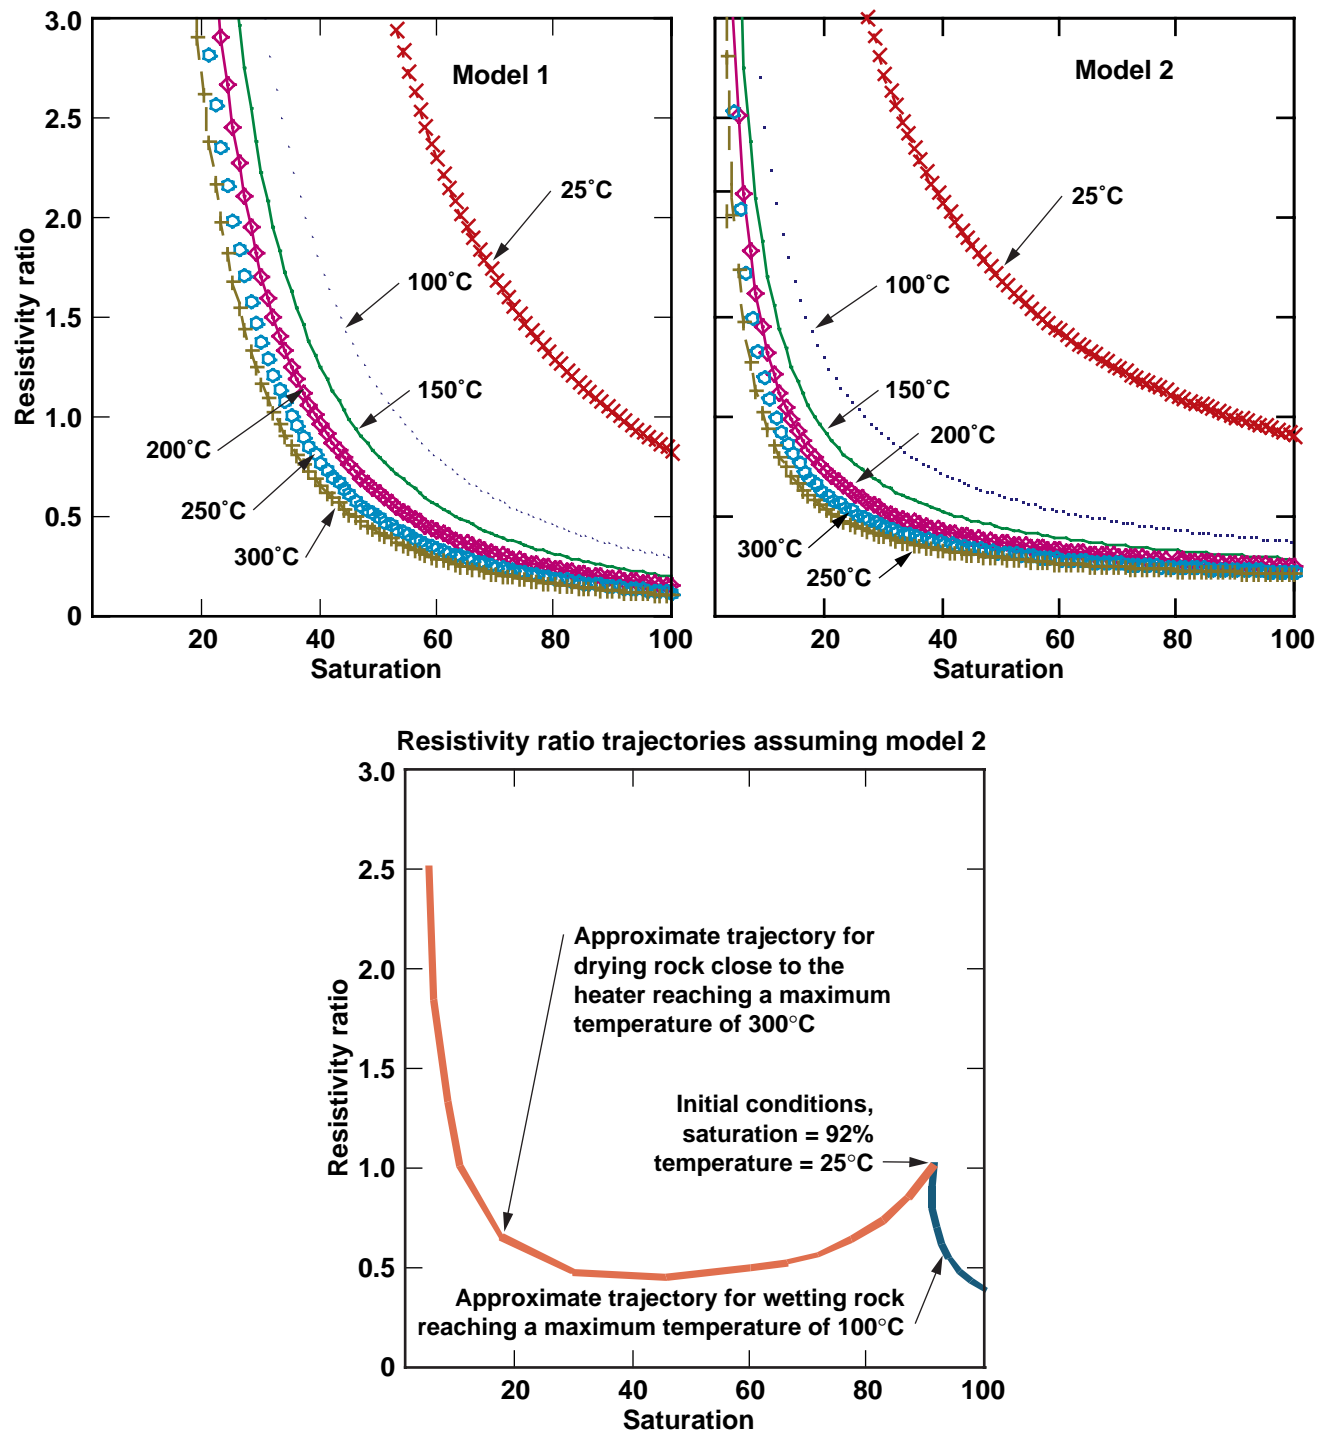 Model 1
3.0
2.5
2.0
1.5
1.0
0.5
0
Resistivity ratio
25˚C
100˚C
150˚C
200˚C
250˚C
300˚C
20 40 60 80 100
Saturation
Model 2
25˚C
100˚C
150˚C
200˚C
300˚C
250˚C
20 40 60 80 100
Saturation
Resistivity ratio trajectories assuming model 2
3.0
2.5
2.0
1.5
1.0
0.5
0
Resistivity ratio
Approximate trajectory for
drying rock close to the
heater reaching a maximum
temperature of 300°C
Initial conditions,
saturation = 92%
temperature = 25°C
Approximate trajectory for wetting rock
reaching a maximum temperature of 100°C
20 40 60 80 100
Saturation